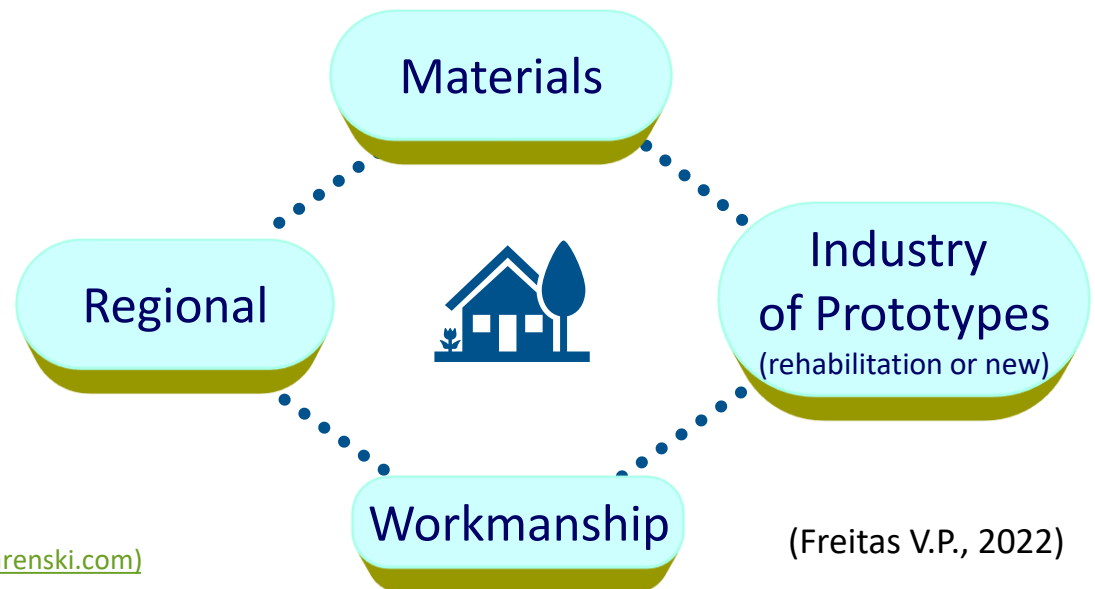 Materials
Regional
Industry
of Prototypes
(rehabilitation or new)
Workmanship
(Freitas V.P., 2022)
renski.com)